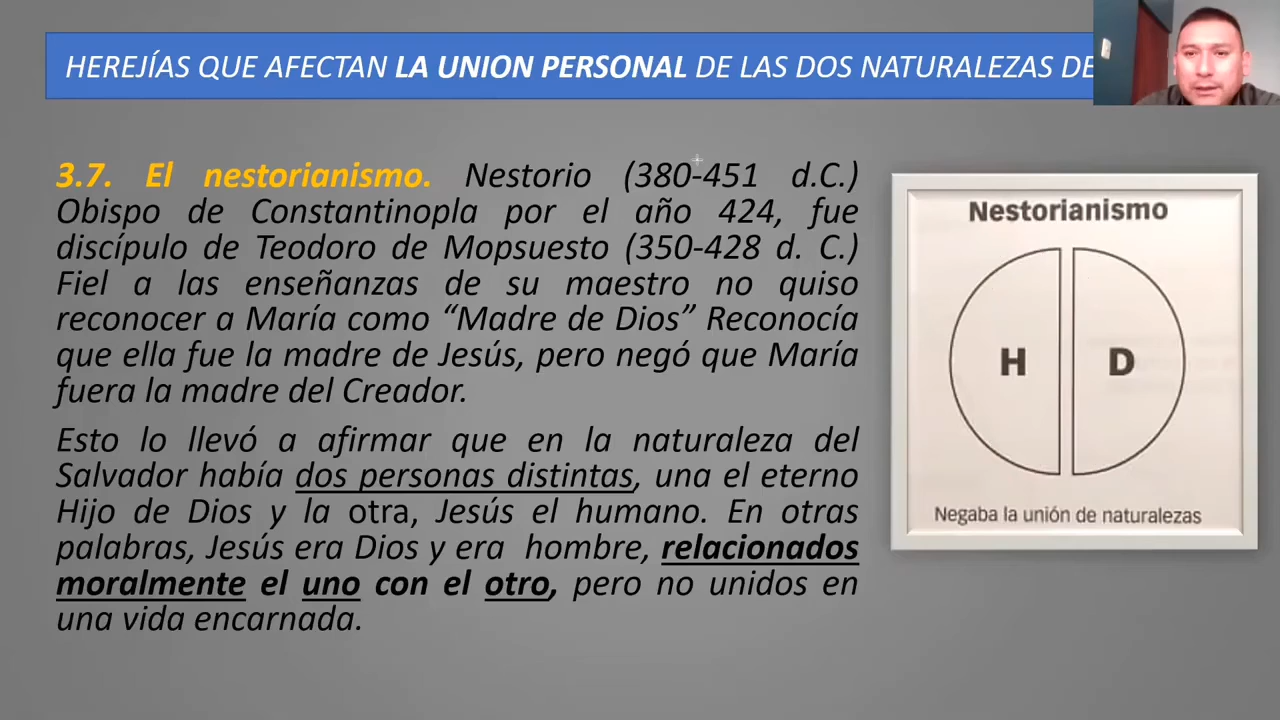 HEREJÍAS QUE AFECTAN LA UNION PERSONAL DE LAS DOS NATURALEZAS DE
3.7. El nestorianismo. Nestorio (380-451 d.C.)
Obispo de Constantinopla por el año 424, fue
discípulo de Teodoro de Mopsuesto (350-428 d. C.)
Fiel a las enseñanzas de su maestro no quiso
reconocer a María como “Madre de Dios” Reconocía
que ella fue la madre de Jesús, pero negó que María
fuera la madre del Creador.
Esto lo llevó a afirmar que en la naturaleza del
Salvador había dos personas distintas, una el eterno
Hijo de Dios y la otra, Jesús el humano. En otras
palabras, Jesús era Dios y era hombre, relacionados
moralmente el uno con el otro, pero no unidos en
una vida encarnada.
Nestorianismo
H D
Negaba la unión de naturalezas